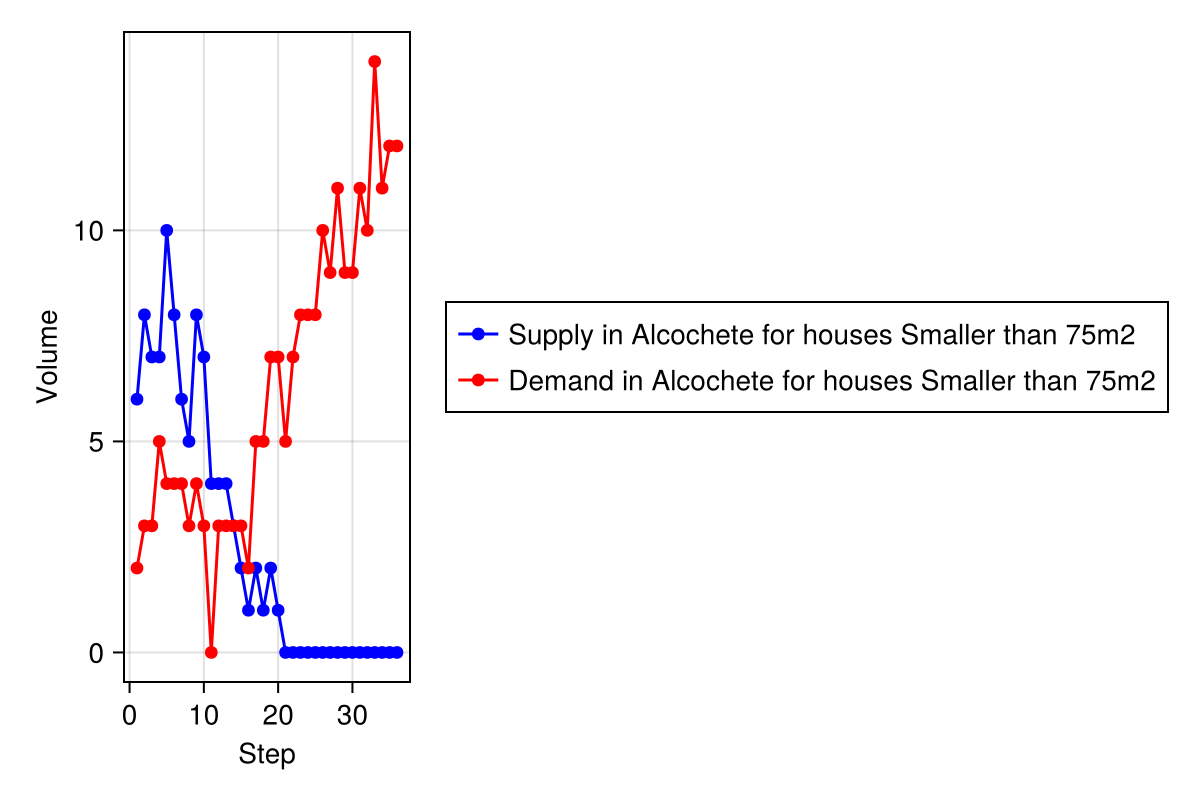 10
5
0
Volume
0 10 20 30
Step
Supply in Alcochete for houses Smaller than 75m2
Demand in Alcochete for houses Smaller than 75m2